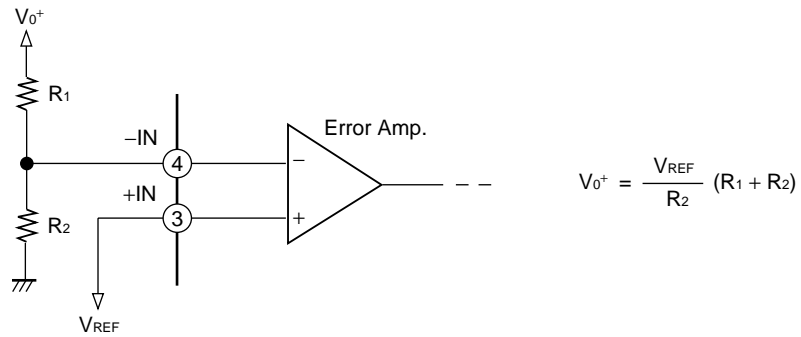 V₀⁺
R₁
−IN
Error Amp.
4
−
+IN
R₂
3
+
VREF
V₀⁺ = VREF / R₂ (R₁ + R₂)